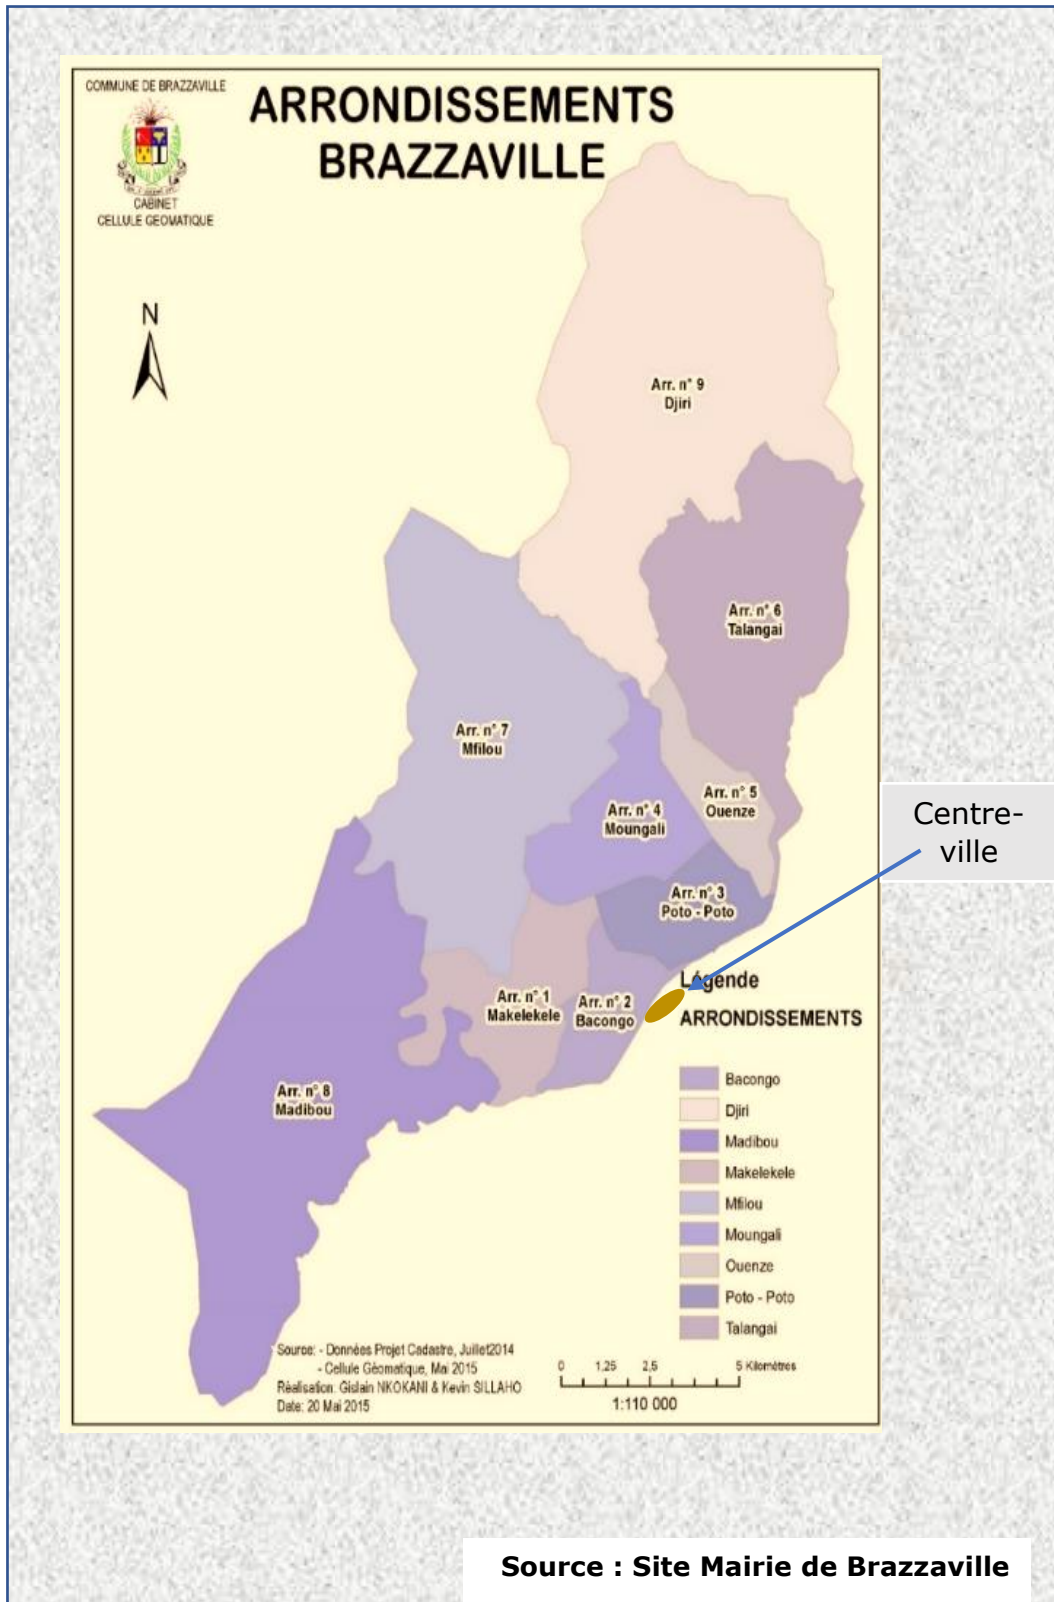 COMMUNE DE BRAZZAVILLE
CABINET
CELLULE GEOMATIQUE
ARRONDISSEMENTS
BRAZZAVILLE
N
Arr. n° 9
Djiri
Arr. n° 6
Talangai
Arr. n° 7
Mfilou
Arr. n° 5
Ouenze
Arr. n° 4
Moungali
Centre-
ville
Arr. n° 3
Poto - Poto
Arr. n° 1
Makelekele
Arr. n° 2
Bacongo
Arr. n° 8
Madibou
Légende
ARRONDISSEMENTS
Bacongo
Djiri
Madibou
Makelekele
Mfilou
Moungali
Ouenze
Poto - Poto
Talangai
Source: - Données Projet Cadastre, Juillet2014
- Cellule Géomatique, Mai 2015
Réalisation: Gislain NKOKANI & Kevin SILLAHO
Date: 20 Mai 2015
0 1,25 2,5 5 Kilomètres
1:110 000
Source : Site Mairie de Brazzaville